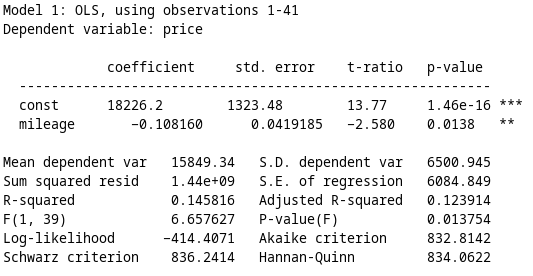 Model 1: OLS, using observations 1-41
Dependent variable: price
coefficient std. error t-ratio p-value
-----------------------------------------------------------
const 18226.2 1323.48 13.77 1.46e-16 ***
mileage −0.108160 0.0419185 −2.580 0.0138 **
Mean dependent var 15849.34 S.D. dependent var 6500.945
Sum squared resid 1.44e+09 S.E. of regression 6084.849
R-squared 0.145816 Adjusted R-squared 0.123914
F(1, 39) 6.657627 P-value(F) 0.013754
Log-likelihood −414.4071 Akaike criterion 832.8142
Schwarz criterion 836.2414 Hannan-Quinn 834.0622